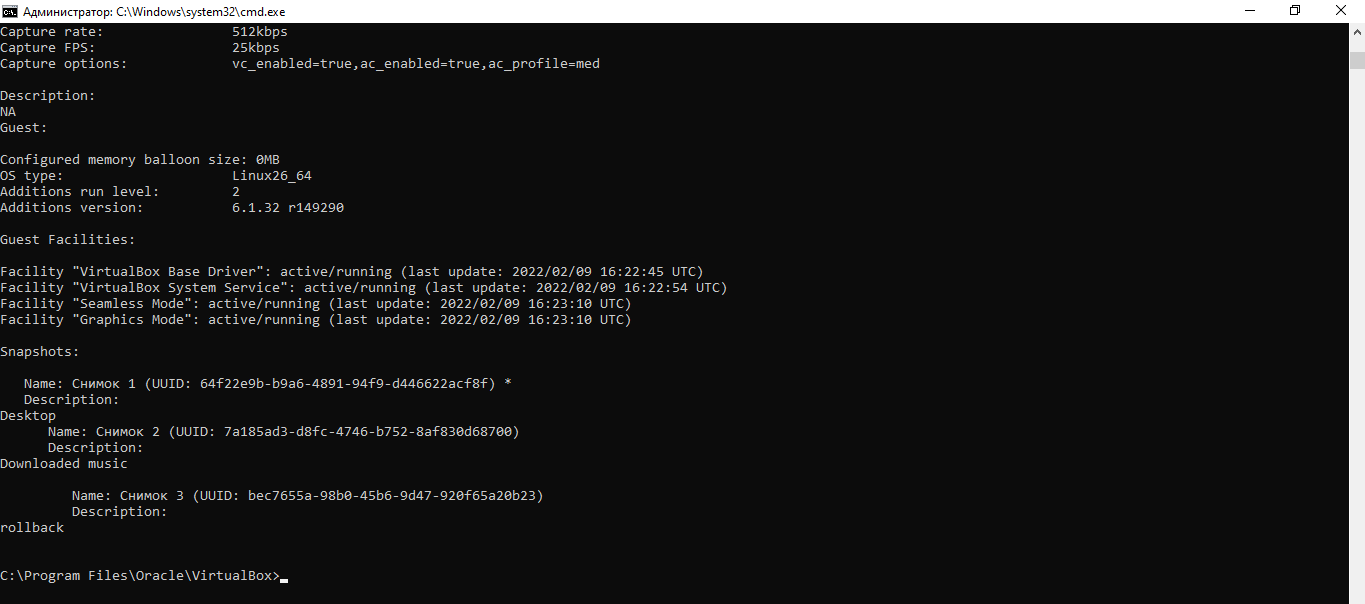 Администратор: C:\Windows\system32\cmd.exe
Capture rate: 512kbps
Capture FPS: 25kbps
Capture options: vc_enabled=true,ac_enabled=true,ac_profile=med
Description:
NA
Guest:
Configured memory balloon size: 0MB
OS type: Linux26_64
Additions run level: 2
Additions version: 6.1.32 r149290
Guest Facilities:
Facility "VirtualBox Base Driver": active/running (last update: 2022/02/09 16:22:45 UTC)
Facility "VirtualBox System Service": active/running (last update: 2022/02/09 16:22:54 UTC)
Facility "Seamless Mode": active/running (last update: 2022/02/09 16:23:10 UTC)
Facility "Graphics Mode": active/running (last update: 2022/02/09 16:23:10 UTC)
Snapshots:
Name: Снимок 1 (UUID: 64f22e9b-b9a6-4891-94f9-d446622acf8f) *
Description:
Desktop
Name: Снимок 2 (UUID: 7a185ad3-d8fc-4746-b752-8af830d68700)
Description:
Downloaded music
Name: Снимок 3 (UUID: bec7655a-98b0-45b6-9d47-920f65a20b23)
Description:
rollback
C:\Program Files\Oracle\VirtualBox>